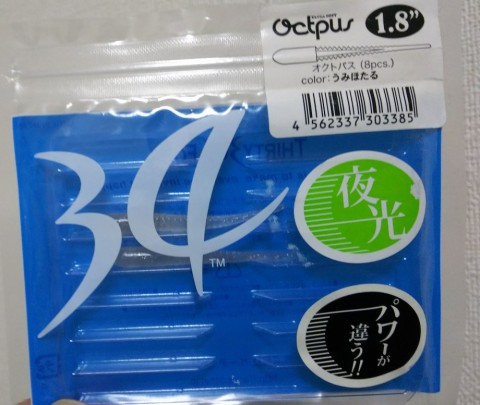 Octpus
1.8”
オクトパス (8pcs.)
color:うみほたる
4 562337 303385
THIRTY
34
TM
夜光
パワーが
違う!!